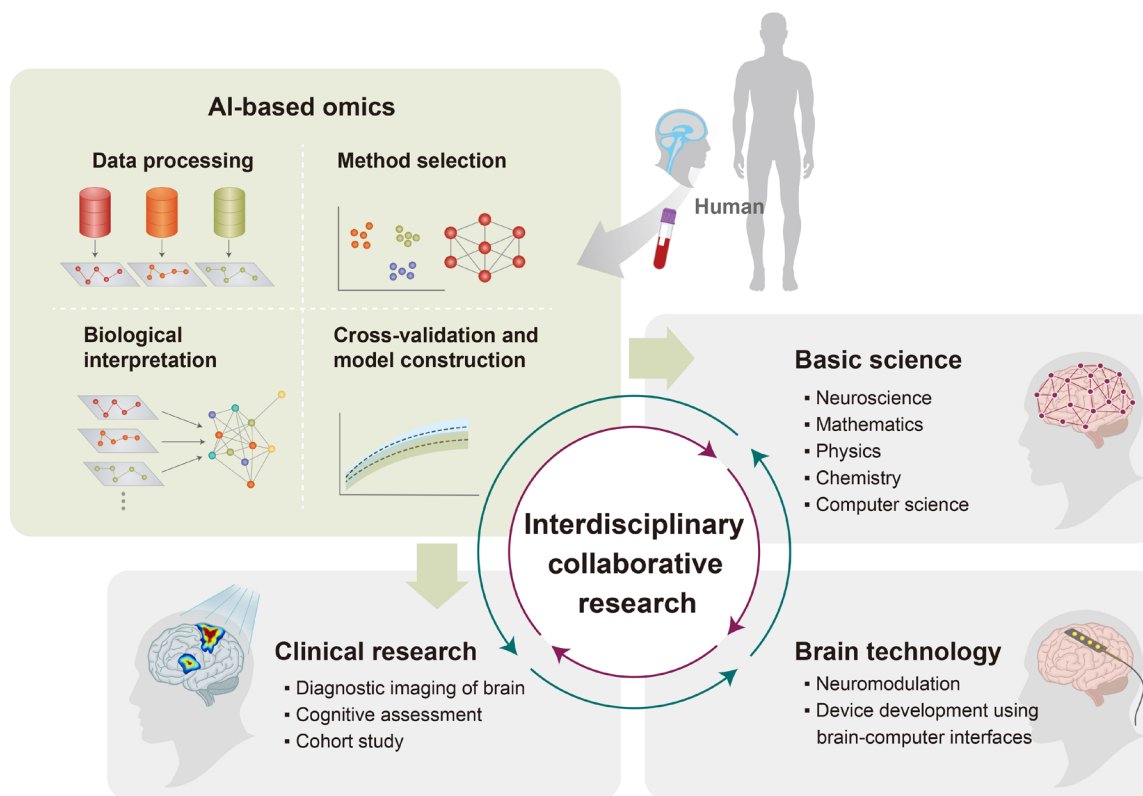 AI-based omics
Data processing
Method selection
Human
Biological
interpretation
Cross-validation and
model construction
Basic science
▪ Neuroscience
▪ Mathematics
▪ Physics
▪ Chemistry
▪ Computer science
Interdisciplinary
collaborative
research
Clinical research
▪ Diagnostic imaging of brain
▪ Cognitive assessment
▪ Cohort study
Brain technology
▪ Neuromodulation
▪ Device development using
brain-computer interfaces